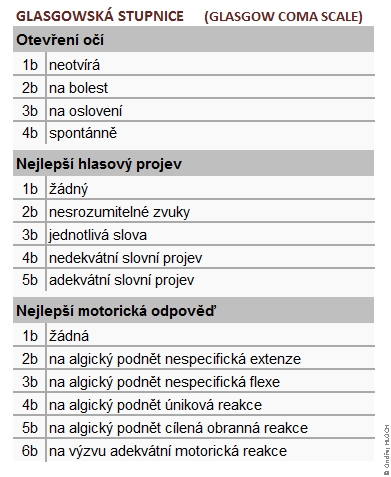 GLASGOWSKÁ STUPNICE (GLASGOW COMA SCALE)
Otevření očí
1b neotvírá
2b na bolest
3b na oslovení
4b spontánně
Nejlepší hlasový projev
1b žádný
2b nesrozumitelné zvuky
3b jednotlivá slova
4b nedekvátní slovní projev
5b adekvátní slovní projev
Nejlepší motorická odpověď
1b žádná
2b na algický podnět nespecifická extenze
3b na algický podnět nespecifická flexe
4b na algický podnět úniková reakce
5b na algický podnět cílená obranná reakce
6b na výzvu adekvátní motorická reakce
© Ondřej HLOCH